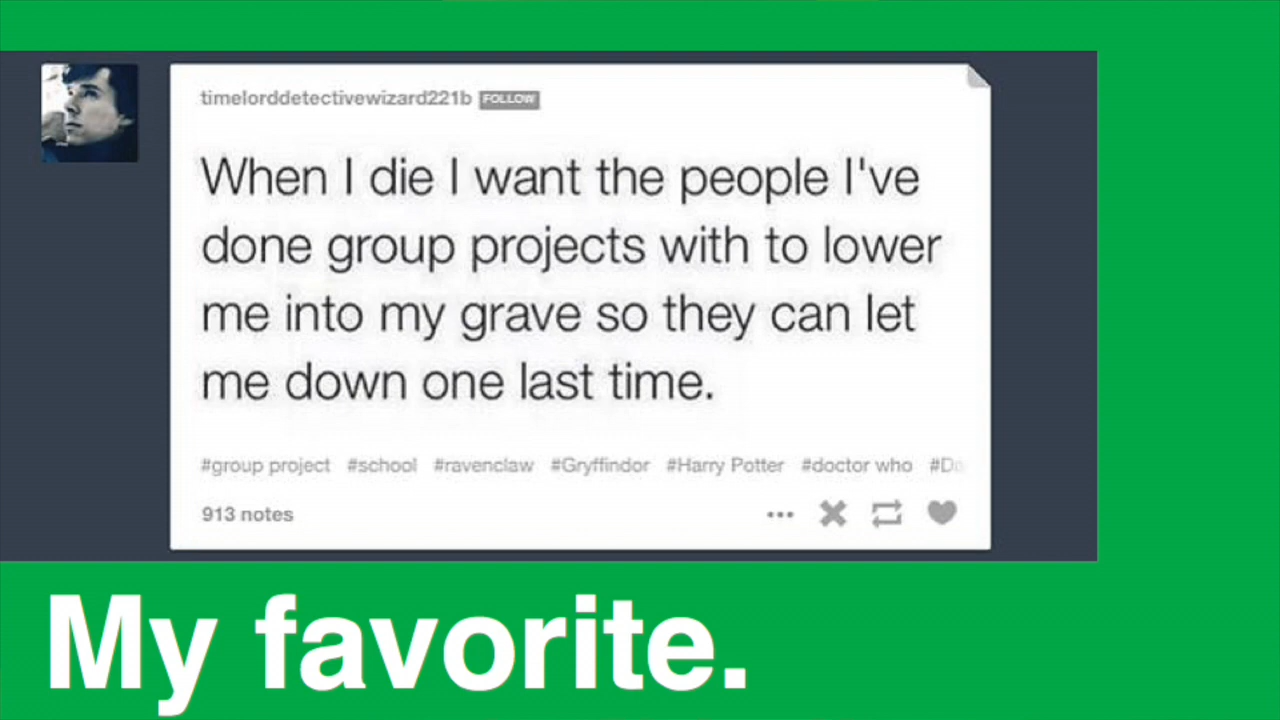 timelorddetectivewizard221b FOLLOW
When I die I want the people I've
done group projects with to lower
me into my grave so they can let
me down one last time.
#group project #school #ravenclaw #Gryffindor #Harry Potter #doctor who #Do
913 notes
My favorite.